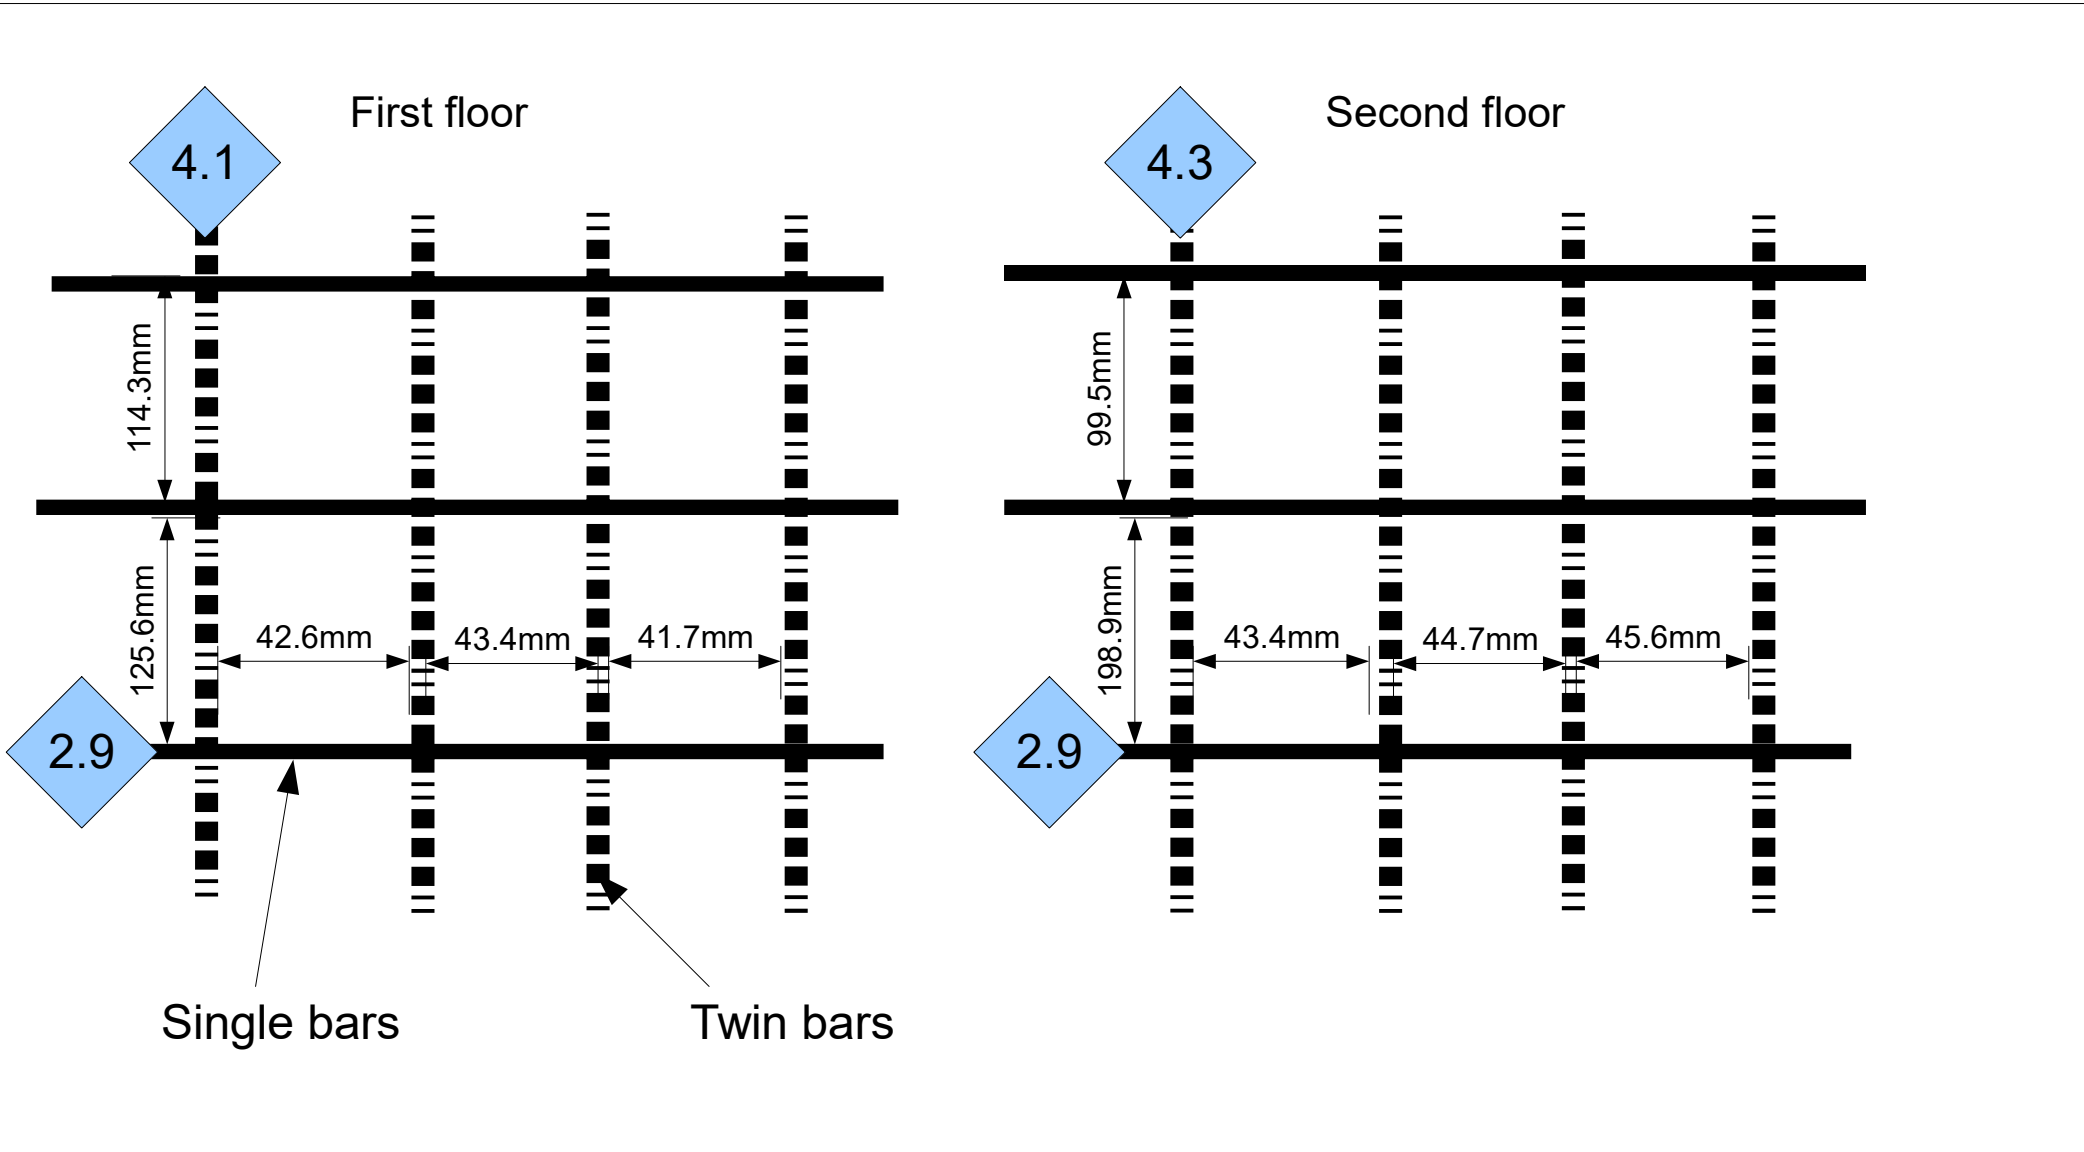 First floor
Second floor
4.1
4.3
114.3mm
99.5mm
125.6mm
198.9mm
42.6mm
43.4mm
41.7mm
43.4mm
44.7mm
45.6mm
2.9
2.9
Single bars
Twin bars